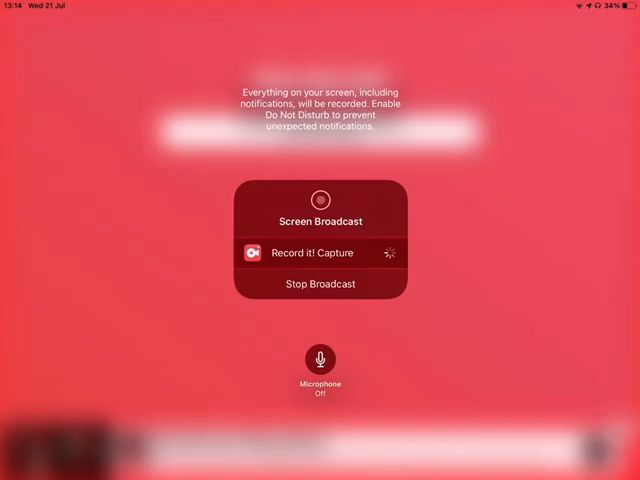 13:14 Wed 21 Jul 34%
Everything on your screen, including
notifications, will be recorded. Enable
Do Not Disturb to prevent
unexpected notifications.
Screen Broadcast
Record it! Capture
Stop Broadcast
Microphone
Off